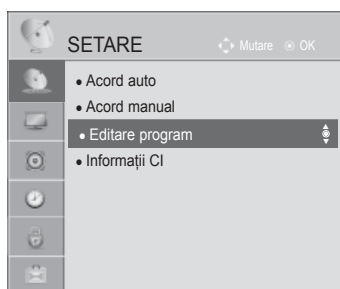 SETARE
Mutare OK
Acord auto
Acord manual
Editare program
Informații CI